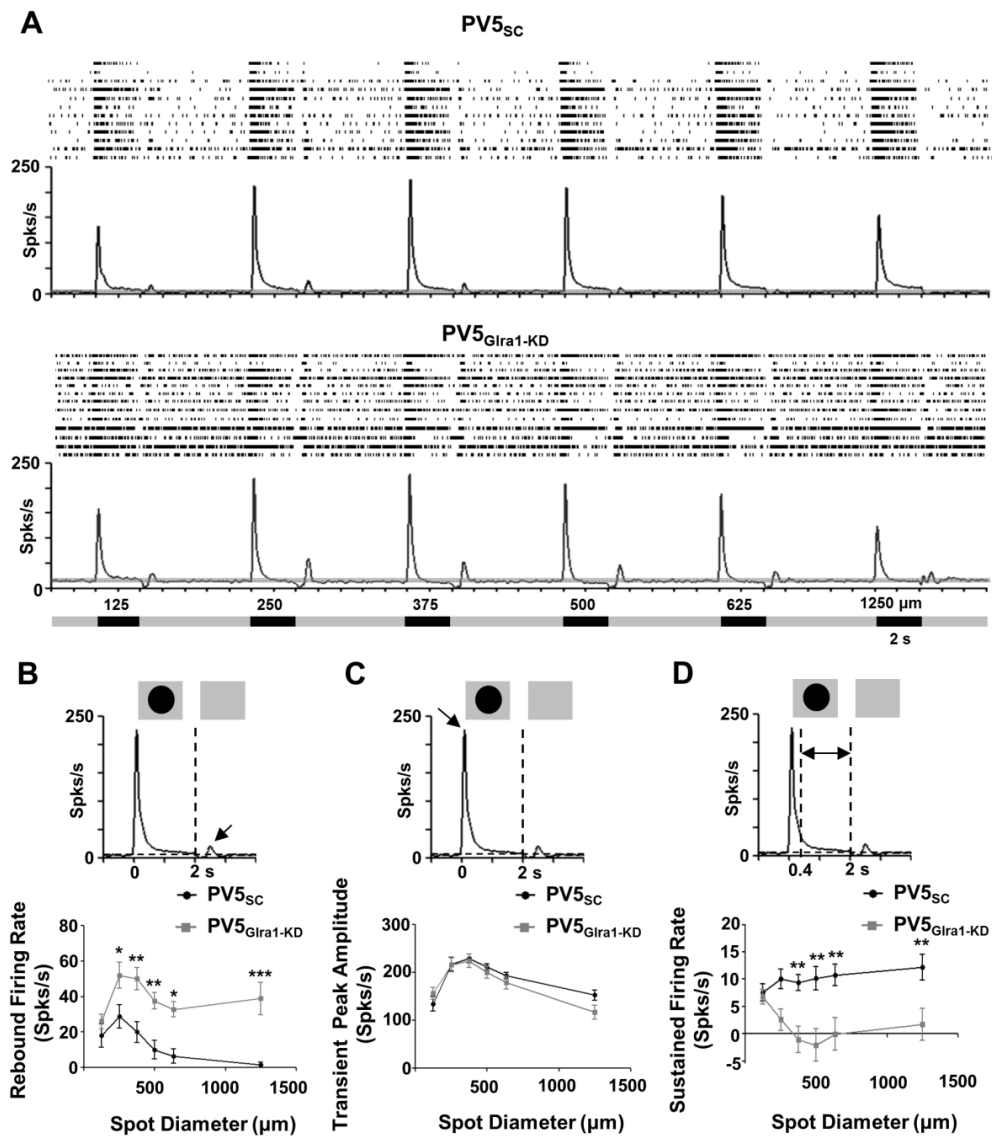 A
PV5SC
250
Spks/s
0
PV5Glra1-KD
250
Spks/s
0
125 250 375 500 625 1250 µm
2 s
B
250
Spks/s
0
0 2 s
PV5SC
PV5Glra1-KD
Rebound Firing Rate
(Spks/s)
80
60
40
20
0
* ** ** * ***
500 1000 1500
Spot Diameter (µm)
C
250
Spks/s
0
0 2 s
PV5SC
PV5Glra1-KD
Transient Peak Amplitude
(Spks/s)
300
200
100
0
500 1000 1500
Spot Diameter (µm)
D
250
Spks/s
0
0.4 2 s
PV5SC
PV5Glra1-KD
Sustained Firing Rate
(Spks/s)
20
15
10
5
0
-5
** ** ** **
500 1000 1500
Spot Diameter (µm)